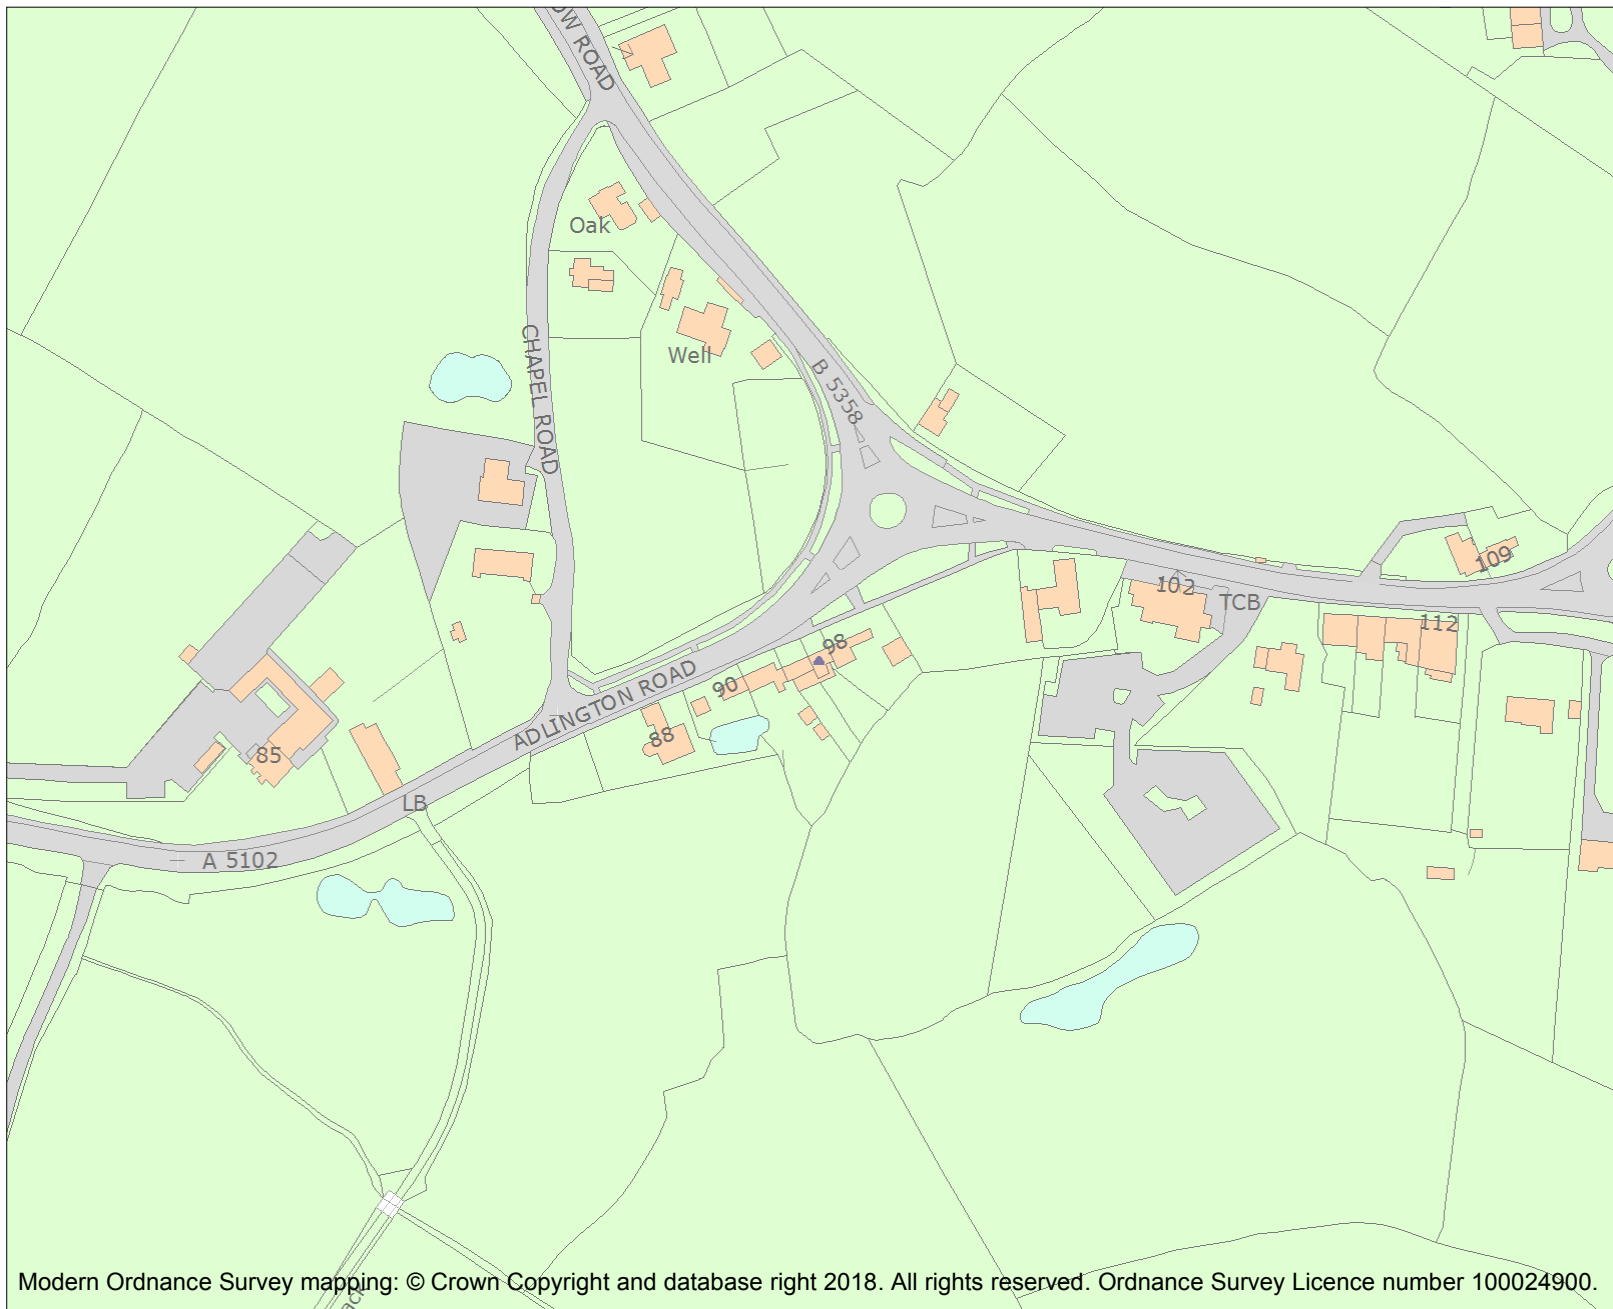 OW ROAD
Oak
CHAPEL ROAD
Well
B 5358
109
102
TCB
112
98
90
ADLINGTON ROAD
88
85
LB
A 5102
Modern Ordnance Survey mapping: © Crown Copyright and database right 2018. All rights reserved. Ordnance Survey Licence number 100024900.